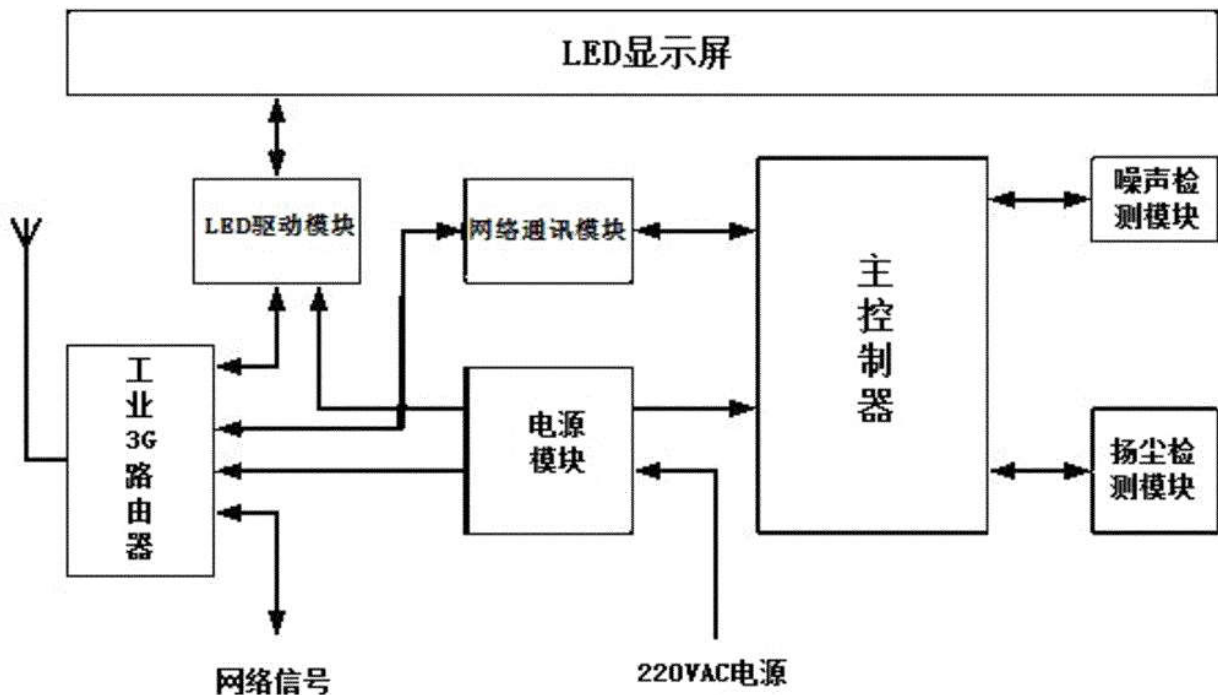 LED显示屏
LED驱动模块
网络通讯模块
主
控
制
器
噪声检
测模块
工
业
3G
路
由
器
电源
模块
扬尘检
测模块
网络信号
220VAC电源